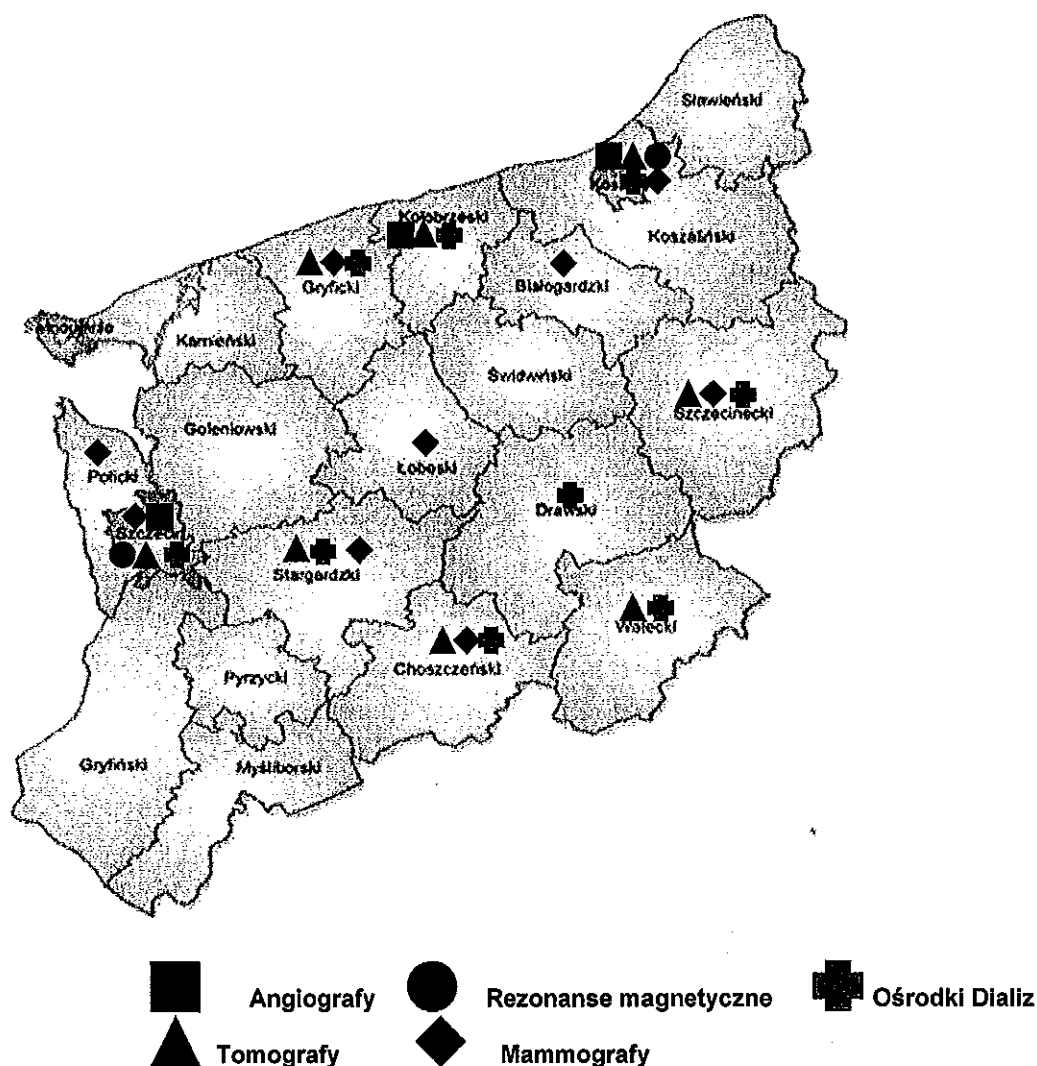 Sławieński
Kołobrzeski
Koszaliński
Gryficki
Białogardzki
Kamieński
Świdwiński
Szczecinecki
Goleniowski
Łobeski
Policki
Drawski
Stargardzki
Wałecki
Choszczeński
Pyrzycki
Gryfiński
Myśliborski
Angiografy Rezonanse magnetyczne Ośrodki Dializ
Tomografy Mammografy